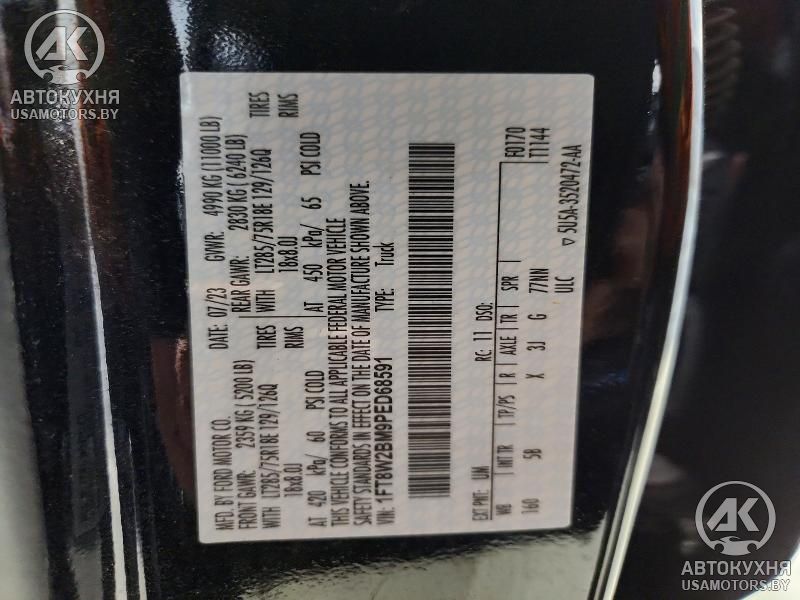 MFD. BY FORD MOTOR CO.
DATE: 07/23 GVWR: 4990 KG (11000 LB)
FRONT GAWR: 2359 KG ( 5200 LB) REAR GAWR: 2830 KG ( 6240 LB)
WITH LT285/75R18E 129/126Q TIRES WITH LT285/75R18E 129/126Q TIRES
18x8.0J RIMS 18x8.0J RIMS
AT 420 kPa/ 60 PSI COLD AT 450 kPa/ 65 PSI COLD
THIS VEHICLE CONFORMS TO ALL APPLICABLE FEDERAL MOTOR VEHICLE
SAFETY STANDARDS IN EFFECT ON THE DATE OF MANUFACTURE SHOWN ABOVE.
VIN: 1FT8W2BM9PED68591 TYPE: Truck
F0170
TT144
EXT PNT: UM RC: 11 DSO:
WB INT TR TP/PS R AXLE TR SPR
160 5B X 3J G 77NN
ULC
▽ 5U5A-3520472-AA
АК
АВТОКУХНЯ
USAMOTORS.BY
АК
АВТОКУХНЯ
USAMOTORS.BY